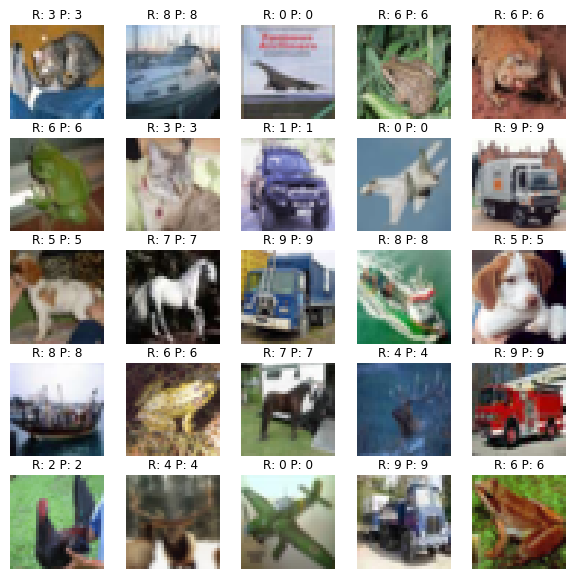 R: 3 P: 3 R: 8 P: 8 R: 0 P: 0 R: 6 P: 6 R: 6 P: 6
R: 6 P: 6 R: 3 P: 3 R: 1 P: 1 R: 0 P: 0 R: 9 P: 9
R: 5 P: 5 R: 7 P: 7 R: 9 P: 9 R: 8 P: 8 R: 5 P: 5
R: 8 P: 8 R: 6 P: 6 R: 7 P: 7 R: 4 P: 4 R: 9 P: 9
R: 2 P: 2 R: 4 P: 4 R: 0 P: 0 R: 9 P: 9 R: 6 P: 6